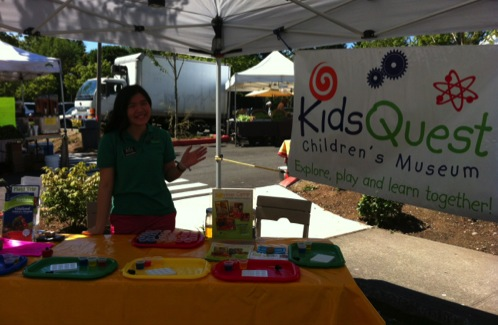 KidsQuest
Children's Museum
Explore, play and learn together!